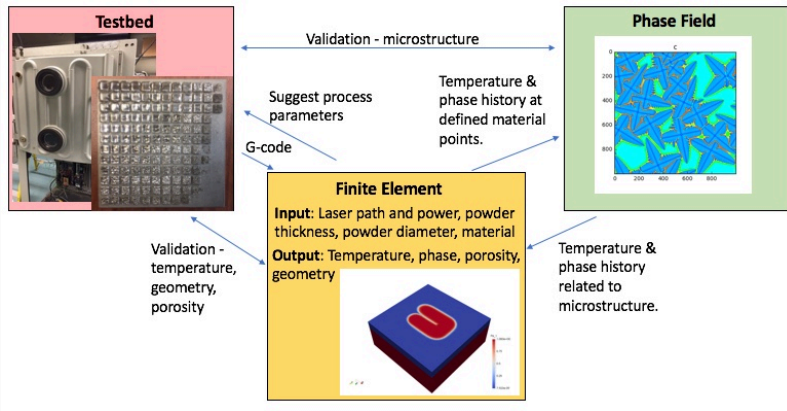 Testbed
Phase Field
Validation - microstructure
Suggest process
parameters
Temperature &
phase history at
defined material
points.
G-code
C
0
200
400
600
800
0 200 400 600 800
Finite Element
Input: Laser path and power, powder
thickness, powder diameter, material
Output: Temperature, phase, porosity,
geometry
Validation -
temperature,
geometry,
porosity
Temperature &
phase history
related to
microstructure.